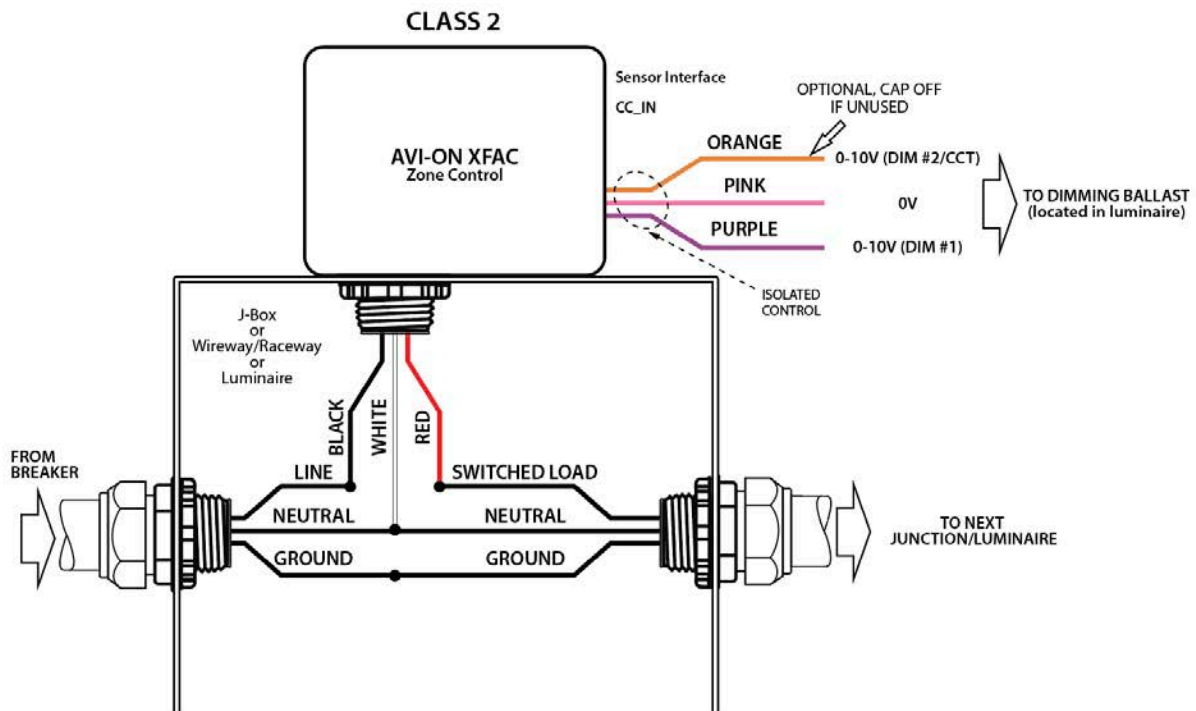 CLASS 2
AVI-ON XFAC
Zone Control
Sensor Interface
CC_IN
OPTIONAL, CAP OFF
IF UNUSED
ORANGE
0-10V (DIM #2/CCT)
PINK
0V
PURPLE
0-10V (DIM #1)
TO DIMMING BALLAST
(located in luminaire)
ISOLATED
CONTROL
J-Box
or
Wireway/Raceway
or
Luminaire
BLACK
WHITE
RED
FROM
BREAKER
LINE
SWITCHED LOAD
NEUTRAL
NEUTRAL
GROUND
GROUND
TO NEXT
JUNCTION/LUMINAIRE